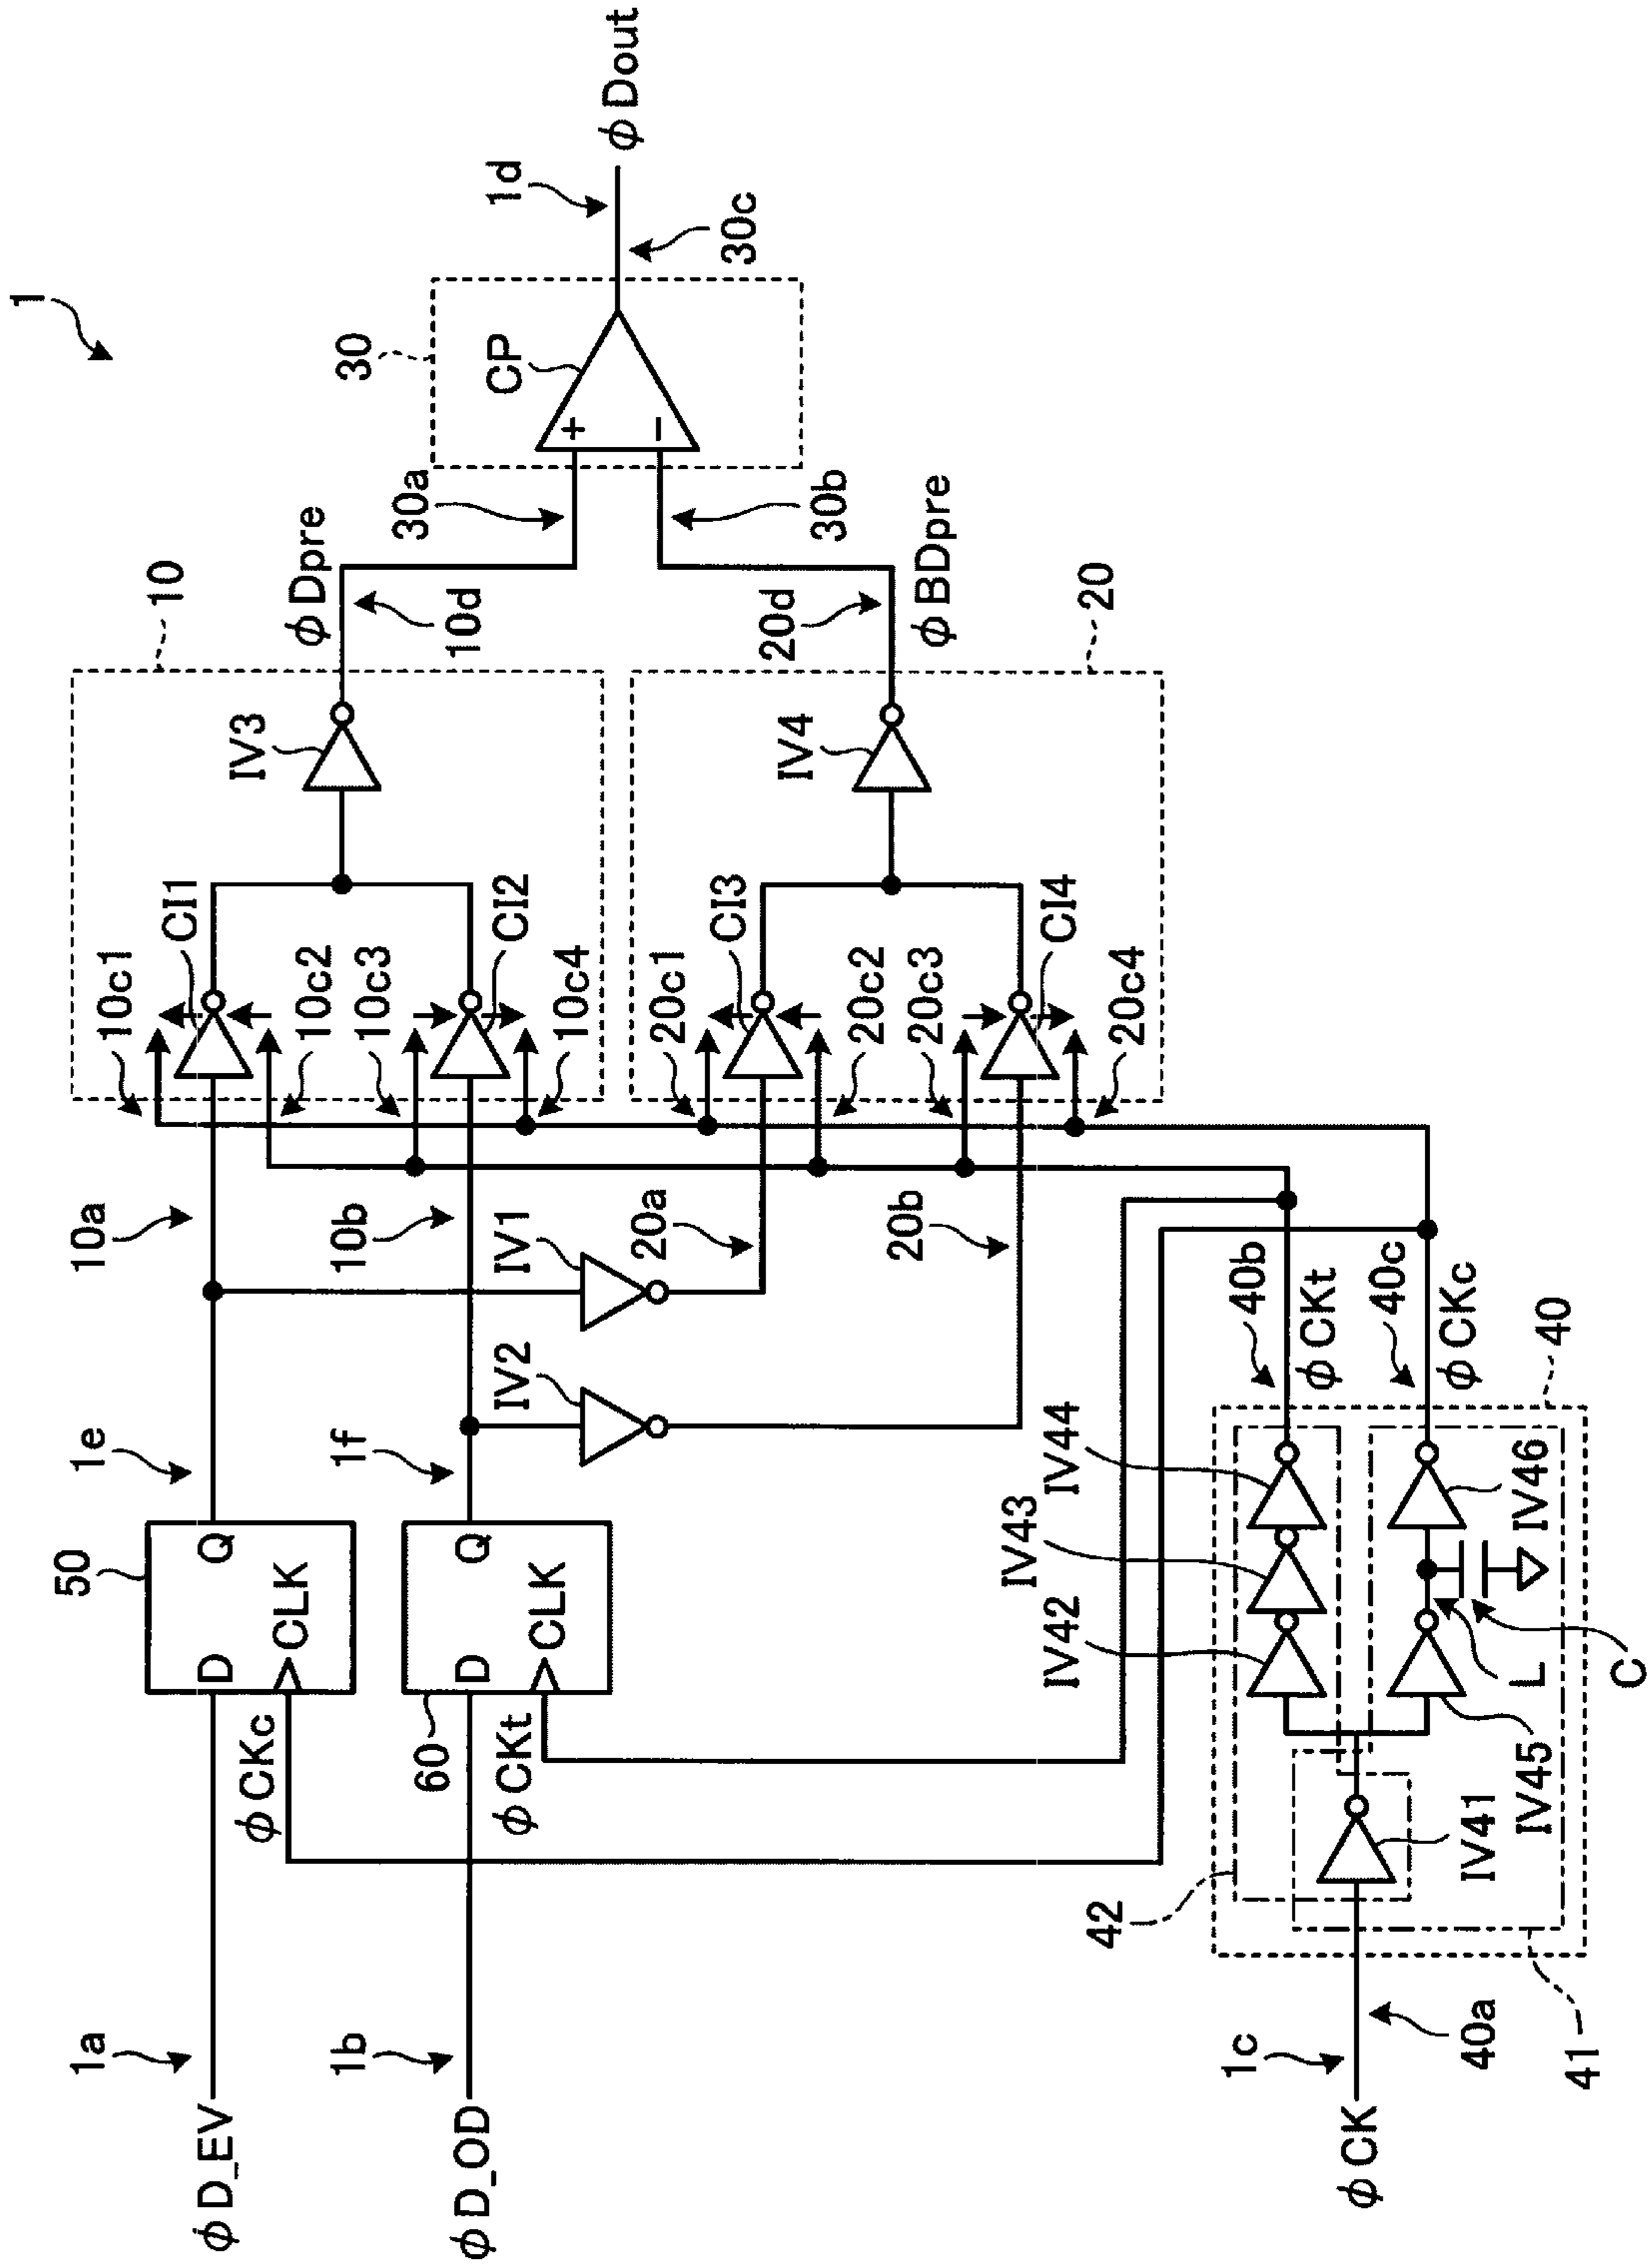 1
φD_EV
1a
φCKc
50
D
Q
CLK
1e
10a
10c1
CI1
10c2
10c3
CI2
10c4
IV3
10
φDpre
10d
30a
30
CP
+
−
30b
30c
1d
φDout
φD_OD
1b
φCKt
60
D
Q
CLK
1f
10b
IV1
IV2
20a
20b
20c1
CI3
20c2
20c3
CI4
20c4
IV4
20
20d
φBDpre
φCK
1c
40a
42
41
IV41
IV42
IV43
IV44
IV45
L
C
IV46
40
40b
φCKt
40c
φCKc